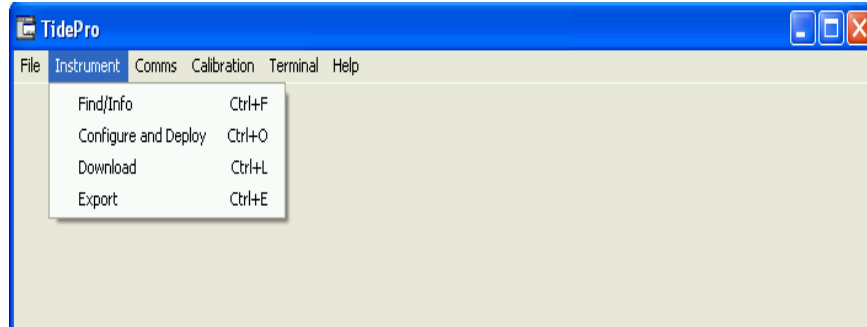 TidePro
File Instrument Comms Calibration Terminal Help
Find/Info Ctrl+F
Configure and Deploy Ctrl+O
Download Ctrl+L
Export Ctrl+E